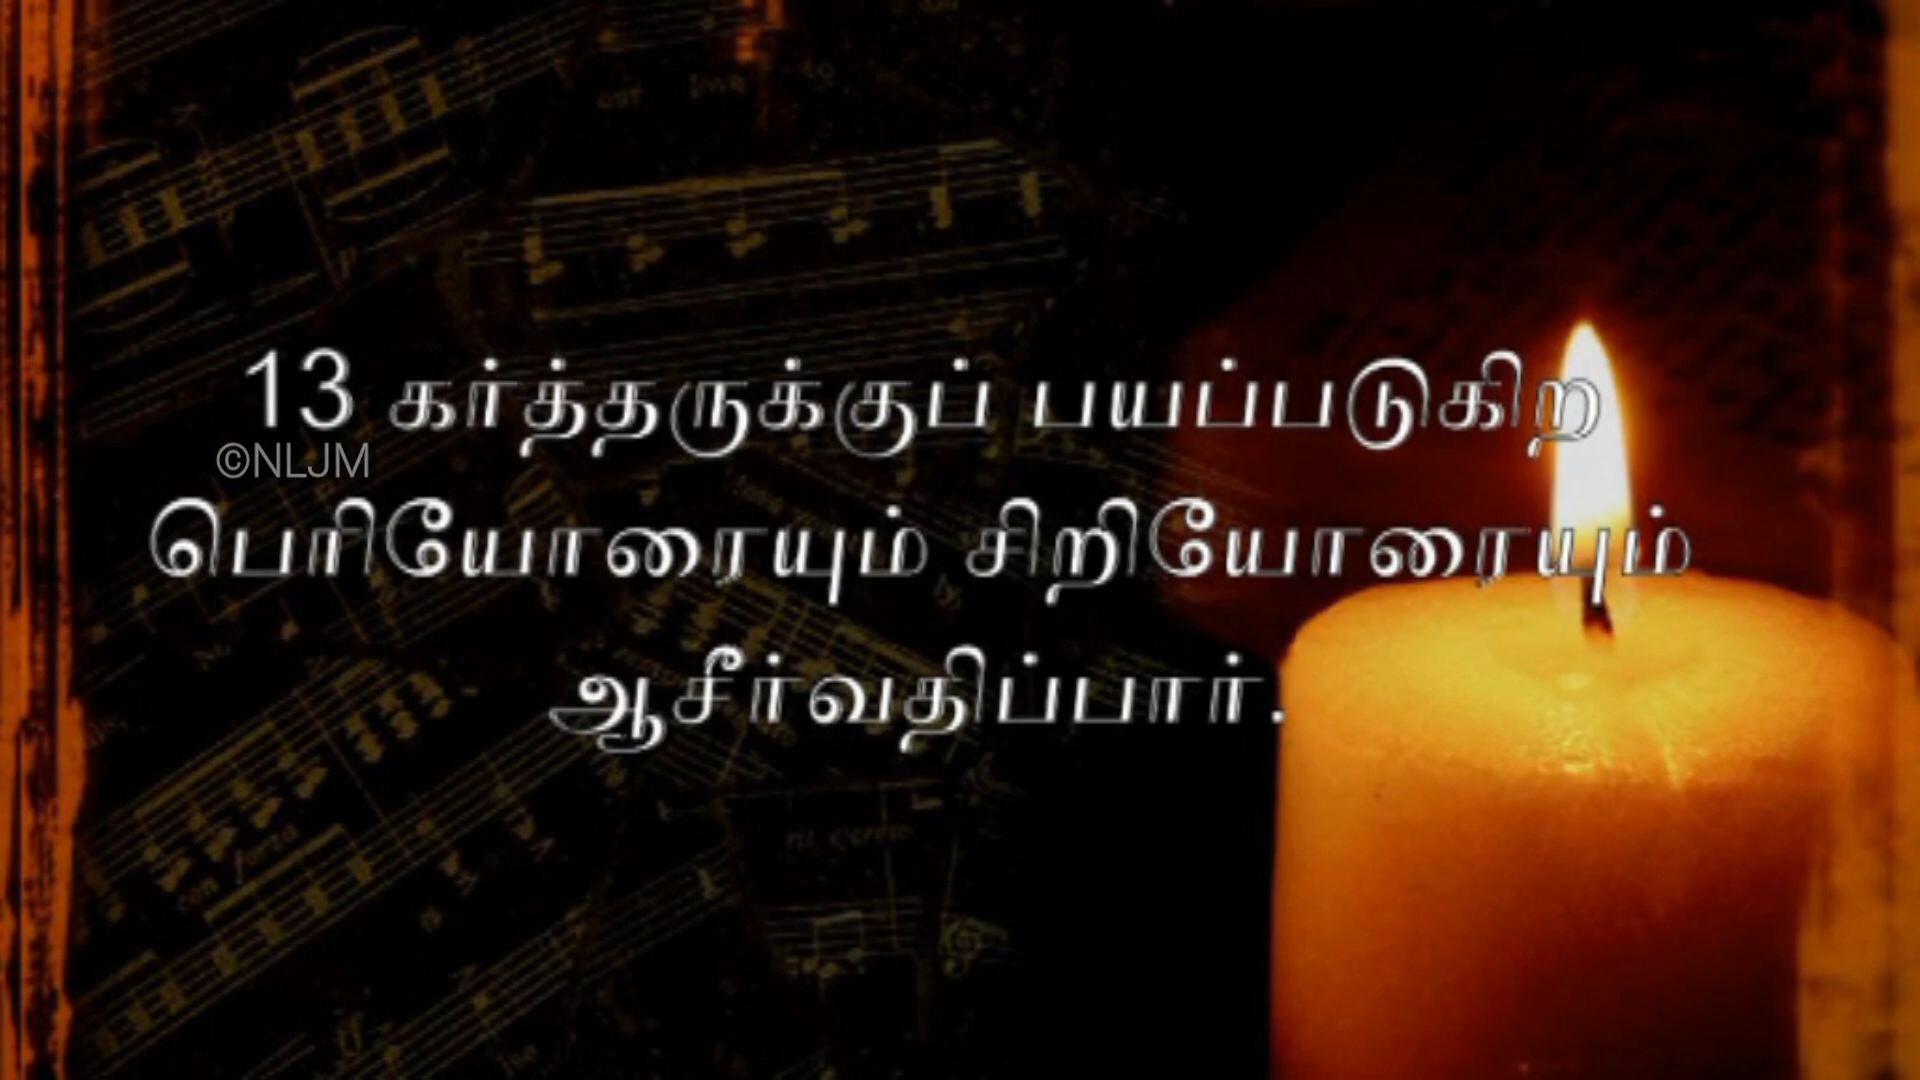 13 கர்த்தருக்குப் பயப்படுகிற
©NLJM
பெரியோரையும் சிறியோரையும்
ஆசீர்வதிப்பார்.